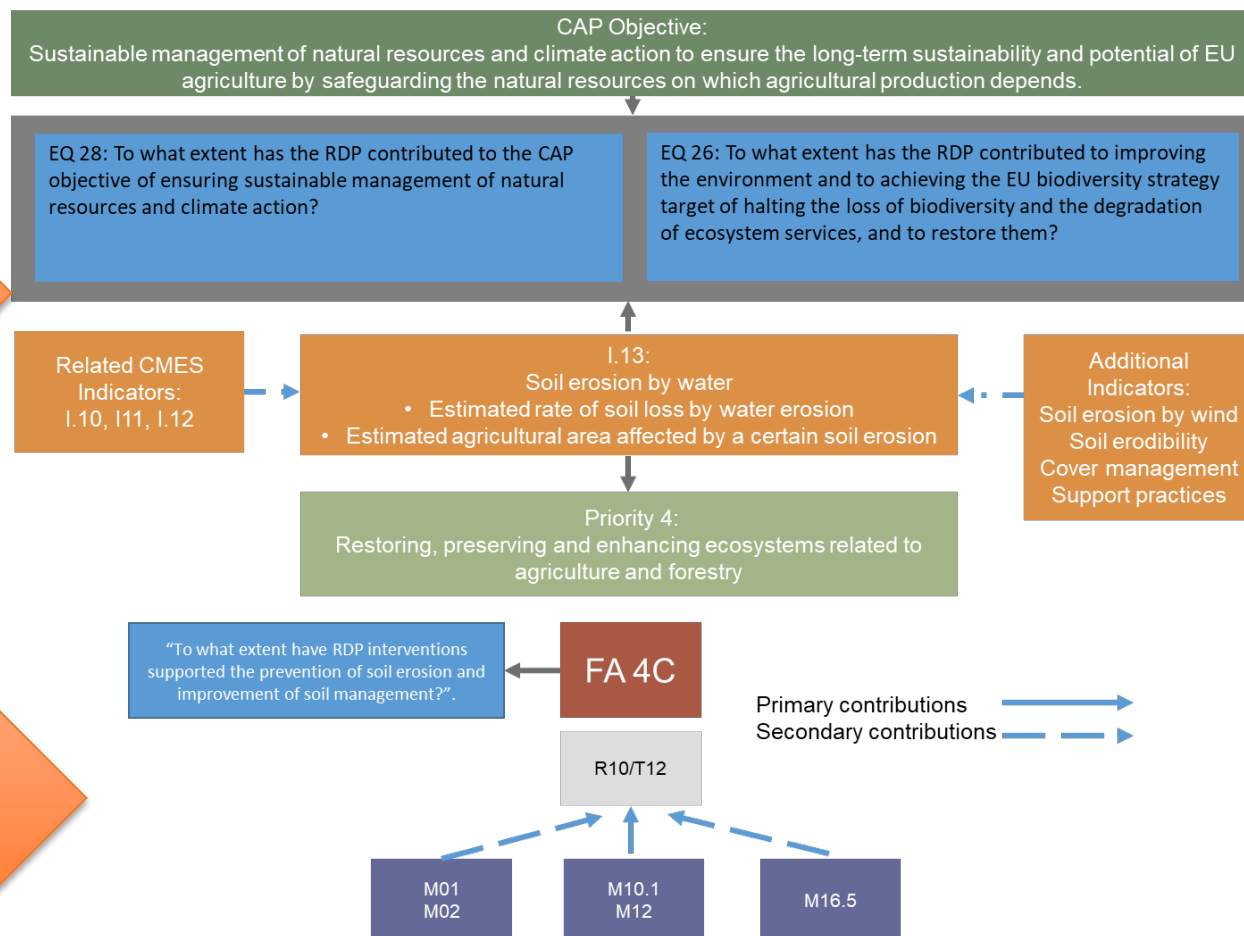 CAP Objective:
Sustainable management of natural resources and climate action to ensure the long-term sustainability and potential of EU
agriculture by safeguarding the natural resources on which agricultural production depends.
EQ 28: To what extent has the RDP contributed to the CAP
objective of ensuring sustainable management of natural
resources and climate action?
EQ 26: To what extent has the RDP contributed to improving
the environment and to achieving the EU biodiversity strategy
target of halting the loss of biodiversity and the degradation
of ecosystem services, and to restore them?
Related CMES
Indicators:
I.10, I11, I.12
I.13:
Soil erosion by water
• Estimated rate of soil loss by water erosion
• Estimated agricultural area affected by a certain soil erosion
Additional
Indicators:
Soil erosion by wind
Soil erodibility
Cover management
Support practices
Priority 4:
Restoring, preserving and enhancing ecosystems related to
agriculture and forestry
“To what extent have RDP interventions
supported the prevention of soil erosion and
improvement of soil management?”.
FA 4C
Primary contributions
Secondary contributions
R10/T12
M01
M02
M10.1
M12
M16.5